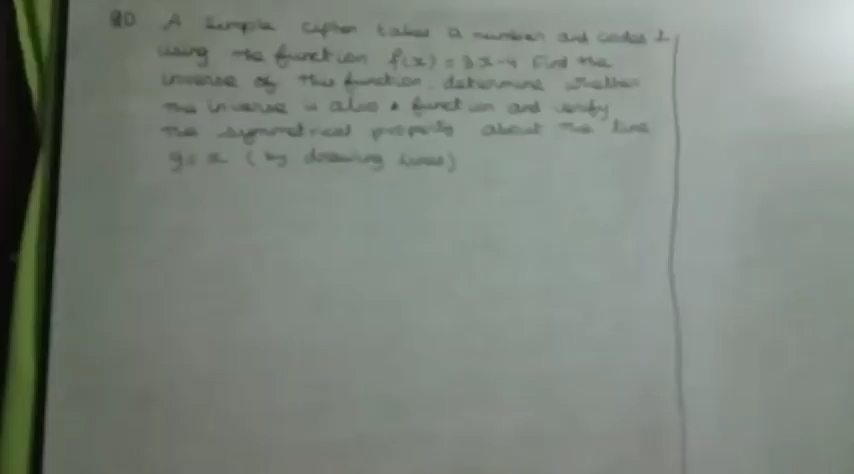 A simple cipher takes a number and codes it
using the function f(x) = 3x-4 Find the
inverse of this function, determine whether
the inverse is also a function and verify
the symmetrical property about the line
y = x (by drawing lines)